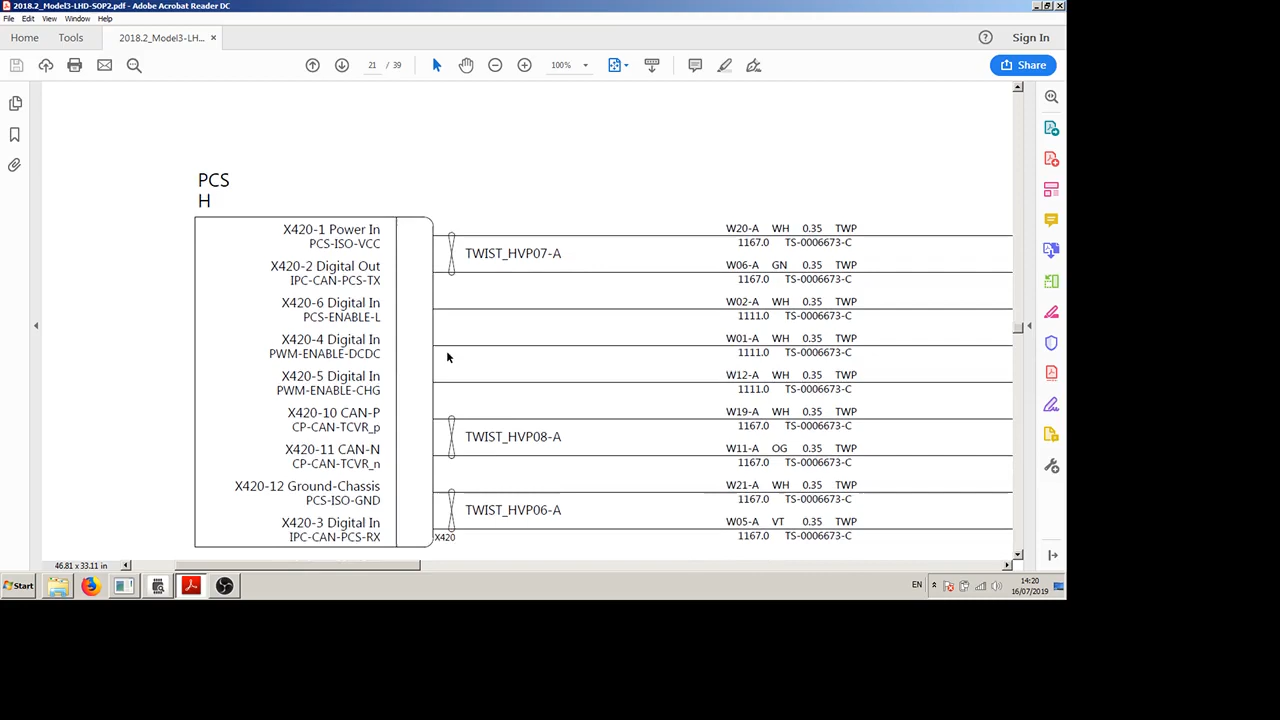 2018.2_Model3-LHD-SOP2.pdf - Adobe Acrobat Reader DC
File Edit View Window Help
Home Tools 2018.2_Model3-LH... × Sign In
21 / 39 100% Share
PCS
H
X420-1 Power In
PCS-ISO-VCC
TWIST_HVP07-A
W20-A WH 0.35 TWP
1167.0 TS-0006673-C
X420-2 Digital Out
IPC-CAN-PCS-TX
W06-A GN 0.35 TWP
1167.0 TS-0006673-C
X420-6 Digital In
PCS-ENABLE-L
W02-A WH 0.35 TWP
1111.0 TS-0006673-C
X420-4 Digital In
PWM-ENABLE-DCDC
W01-A WH 0.35 TWP
1111.0 TS-0006673-C
X420-5 Digital In
PWM-ENABLE-CHG
W12-A WH 0.35 TWP
1111.0 TS-0006673-C
X420-10 CAN-P
CP-CAN-TCVR_p
TWIST_HVP08-A
W19-A WH 0.35 TWP
1167.0 TS-0006673-C
X420-11 CAN-N
CP-CAN-TCVR_n
W11-A OG 0.35 TWP
1167.0 TS-0006673-C
X420-12 Ground-Chassis
PCS-ISO-GND
TWIST_HVP06-A
W21-A WH 0.35 TWP
1167.0 TS-0006673-C
X420-3 Digital In
IPC-CAN-PCS-RX
X420
W05-A VT 0.35 TWP
1167.0 TS-0006673-C
46.81 x 33.11 in
Start EN 14:20
16/07/2019